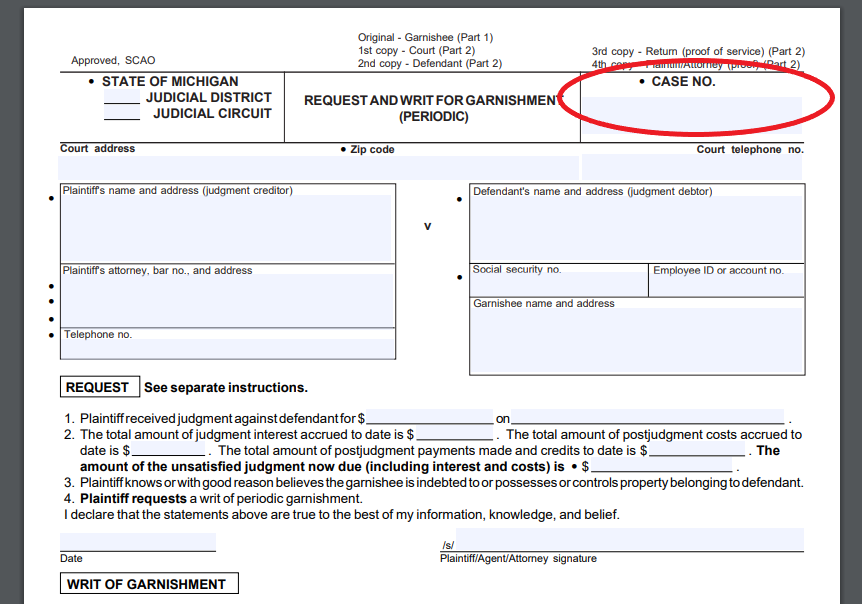 Original - Garnishee (Part 1)
1st copy - Court (Part 2)
2nd copy - Defendant (Part 2)
Approved, SCAO
3rd copy - Return (proof of service) (Part 2)
4th copy - Plaintiff/Attorney (proof) (Part 2)
• STATE OF MICHIGAN
JUDICIAL DISTRICT
JUDICIAL CIRCUIT
REQUEST AND WRIT FOR GARNISHMENT
(PERIODIC)
• CASE NO.
Court address
• Zip code
Court telephone no.
Plaintiff's name and address (judgment creditor)
v
Defendant's name and address (judgment debtor)
Plaintiff's attorney, bar no., and address
Social security no.
Employee ID or account no.
Garnishee name and address
Telephone no.
REQUEST See separate instructions.
1. Plaintiff received judgment against defendant for $ on .
2. The total amount of judgment interest accrued to date is $ . The total amount of postjudgment costs accrued to
date is $ . The total amount of postjudgment payments made and credits to date is $ . The
amount of the unsatisfied judgment now due (including interest and costs) is • $ .
3. Plaintiff knows or with good reason believes the garnishee is indebted to or possesses or controls property belonging to defendant.
4. Plaintiff requests a writ of periodic garnishment.
I declare that the statements above are true to the best of my information, knowledge, and belief.
/s/
Date
Plaintiff/Agent/Attorney signature
WRIT OF GARNISHMENT